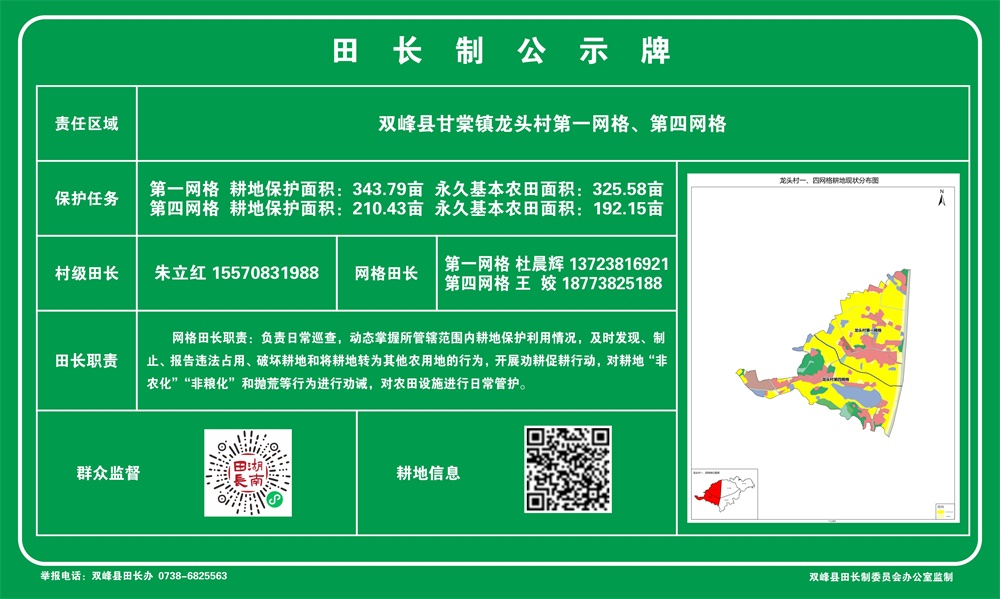 田长制公示牌
责任区域
双峰县甘棠镇龙头村第一网格、第四网格
保护任务
第一网格 耕地保护面积：343.79亩 永久基本农田面积：325.58亩
第四网格 耕地保护面积：210.43亩 永久基本农田面积：192.15亩
龙头村一、四网格耕地现状分布图
N
龙头村第一网格
龙头村第四网格
村级田长
朱立红 15570831988
网格田长
第一网格 杜晨辉 13723816921
第四网格 王 姣 18773825188
田长职责
网格田长职责：负责日常巡查，动态掌握所管辖范围内耕地保护利用情况，及时发现、制
止、报告违法占用、破坏耕地和将耕地转为其他农用地的行为，开展劝耕促耕行动，对耕地“非
农化”“非粮化”和抛荒等行为进行劝诫，对农田设施进行日常管护。
群众监督
湖南
田長
耕地信息
举报电话：双峰县田长办 0738-6825563
双峰县田长制委员会办公室监制